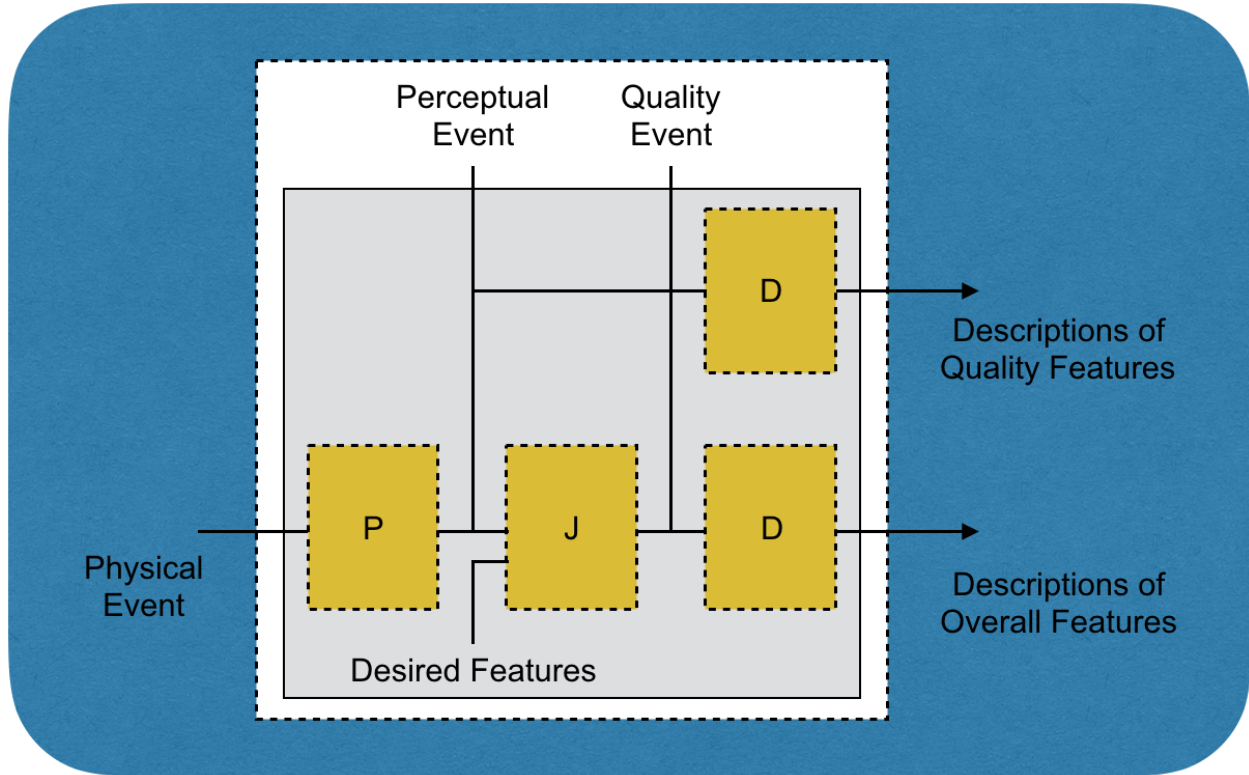 Perceptual
Event
Quality
Event
D
Descriptions of
Quality Features
P
J
D
Physical
Event
Descriptions of
Overall Features
Desired Features